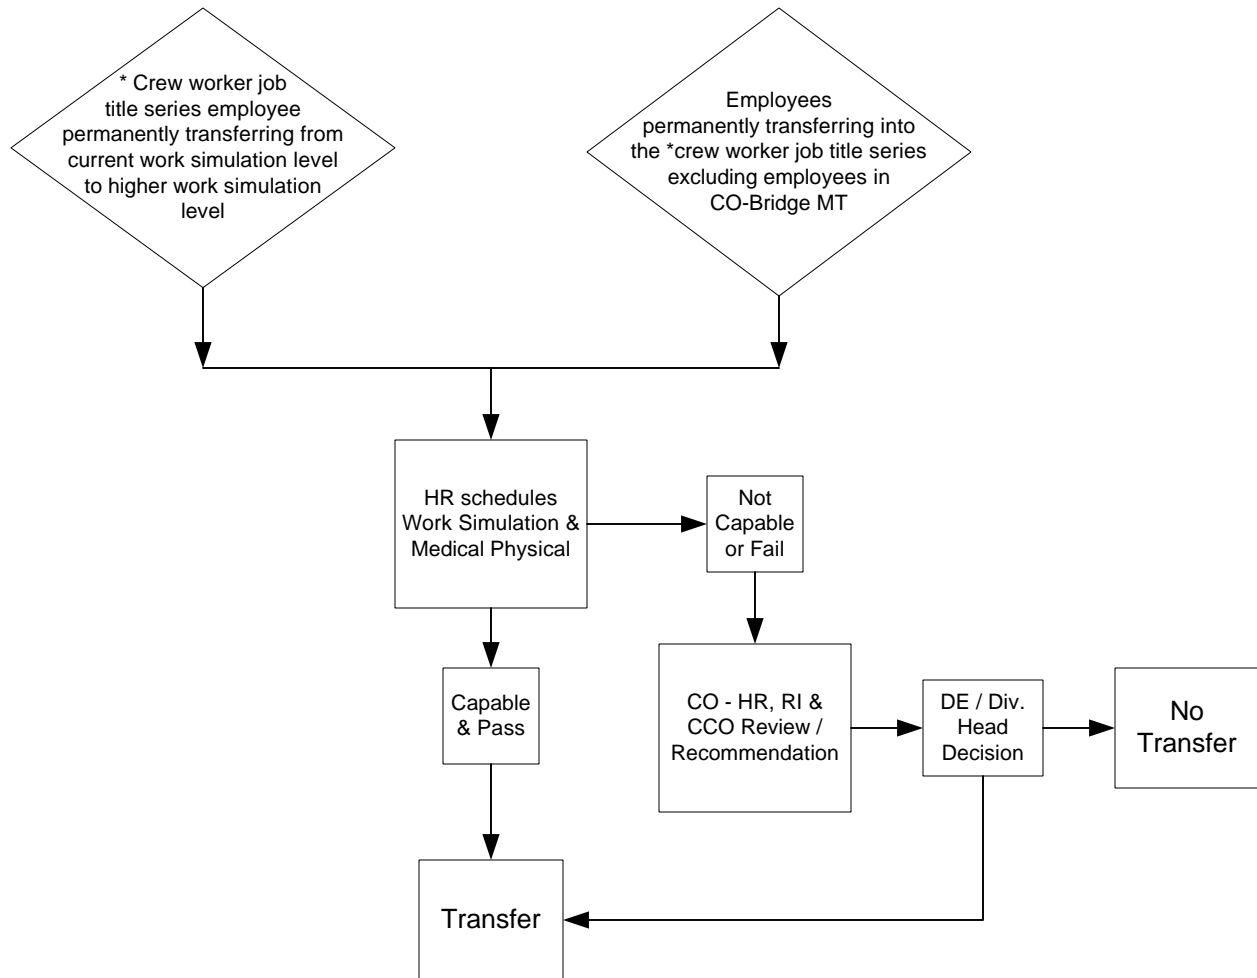 * Crew worker job
title series employee
permanently transferring from
current work simulation level
to higher work simulation
level
Employees
permanently transferring into
the *crew worker job title series
excluding employees in
CO-Bridge MT
HR schedules
Work Simulation &
Medical Physical
Not
Capable
or Fail
Capable
& Pass
CO - HR, RI &
CCO Review /
Recommendation
DE / Div.
Head
Decision
No
Transfer
Transfer